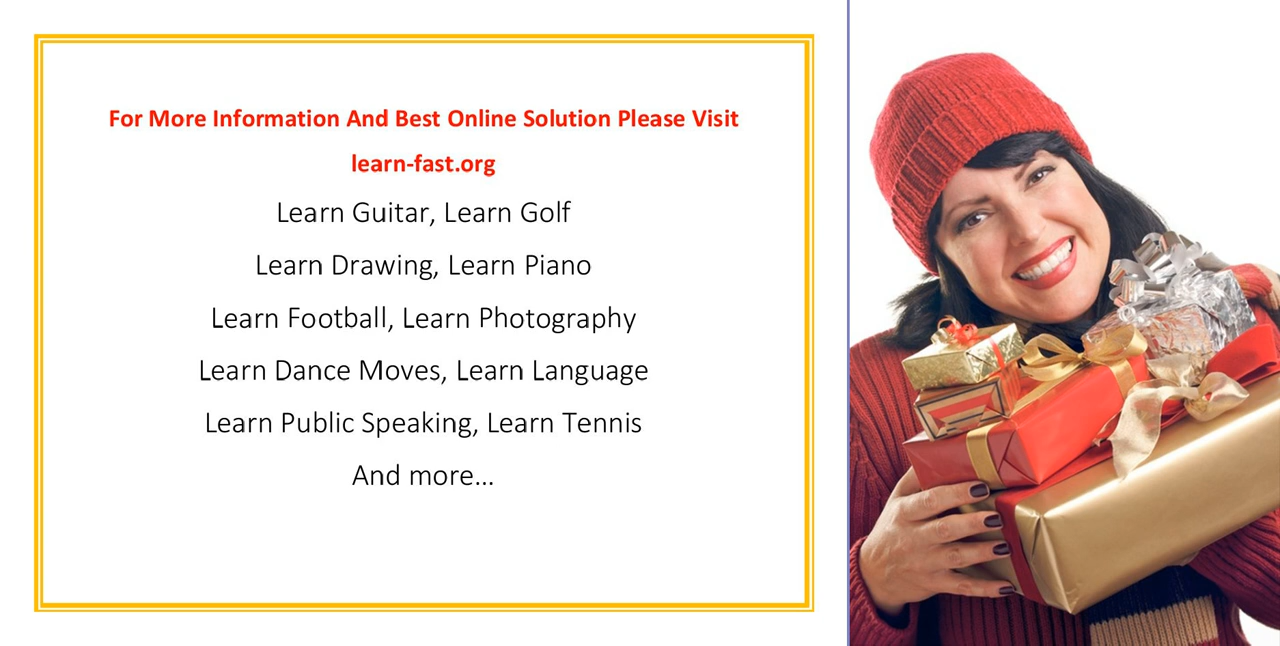 For More Information And Best Online Solution Please Visit
learn-fast.org
Learn Guitar, Learn Golf
Learn Drawing, Learn Piano
Learn Football, Learn Photography
Learn Dance Moves, Learn Language
Learn Public Speaking, Learn Tennis
And more…